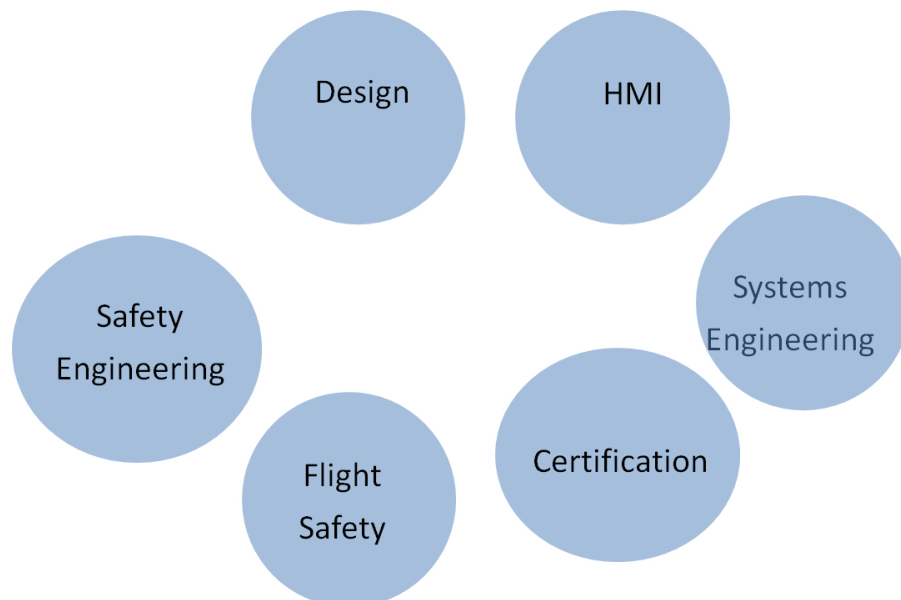 Design
HMI
Systems
Engineering
Safety
Engineering
Certification
Flight
Safety